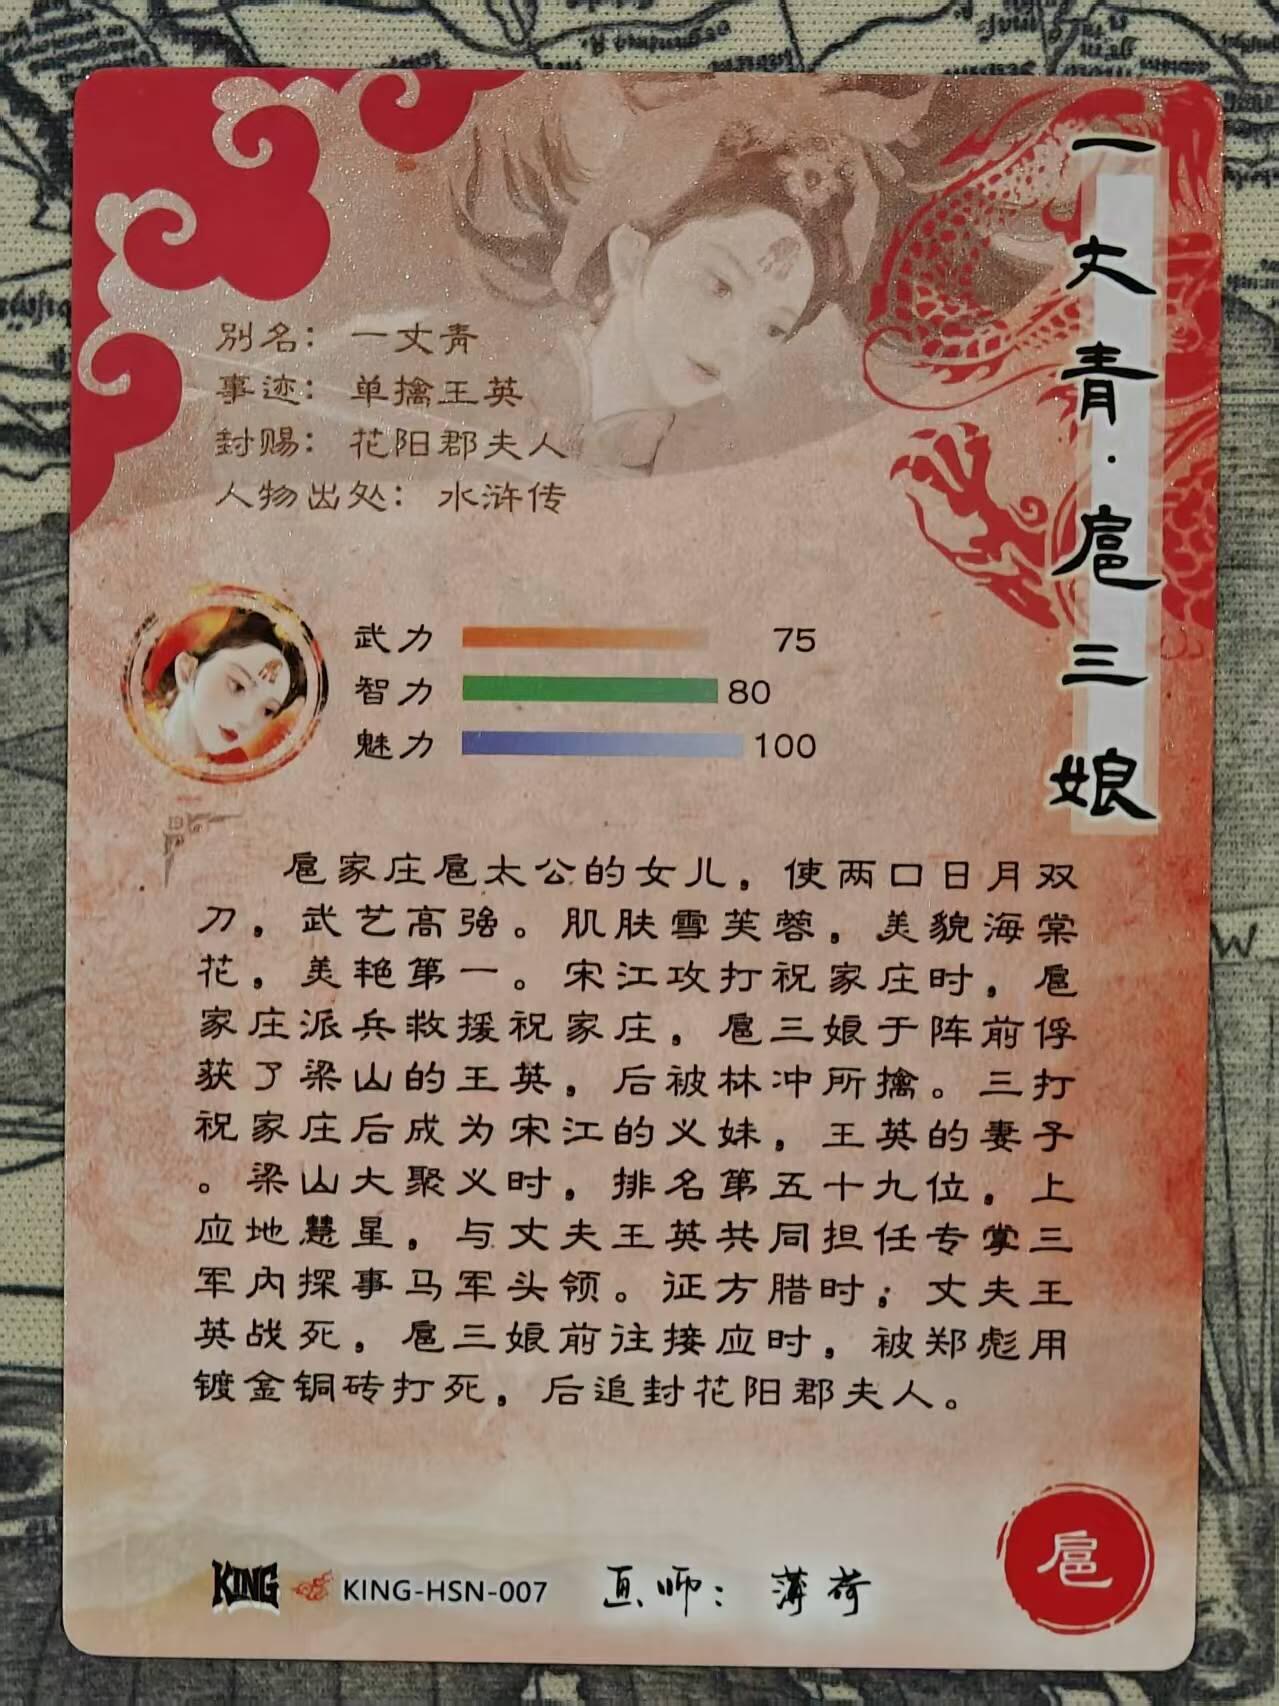 一丈青·扈三娘
别名：一丈青
事迹：单擒王英
封赐：花阳郡夫人
人物出处：水浒传
武力 75
智力 80
魅力 100
扈家庄扈太公的女儿，使两口日月双
刀，武艺高强。肌肤雪芙蓉，美貌海棠
花，美艳第一。宋江攻打祝家庄时，扈
家庄派兵救援祝家庄，扈三娘于阵前俘
获了梁山的王英，后被林冲所擒。三打
祝家庄后成为宋江的义妹，王英的妻子
。梁山大聚义时，排名第五十九位，上
应地慧星，与丈夫王英共同担任专掌三
军内探事马军头领。征方腊时；丈夫王
英战死，扈三娘前往接应时，被郑彪用
镀金铜砖打死，后追封花阳郡夫人。
KING KING-HSN-007 画师：薄荷
扈